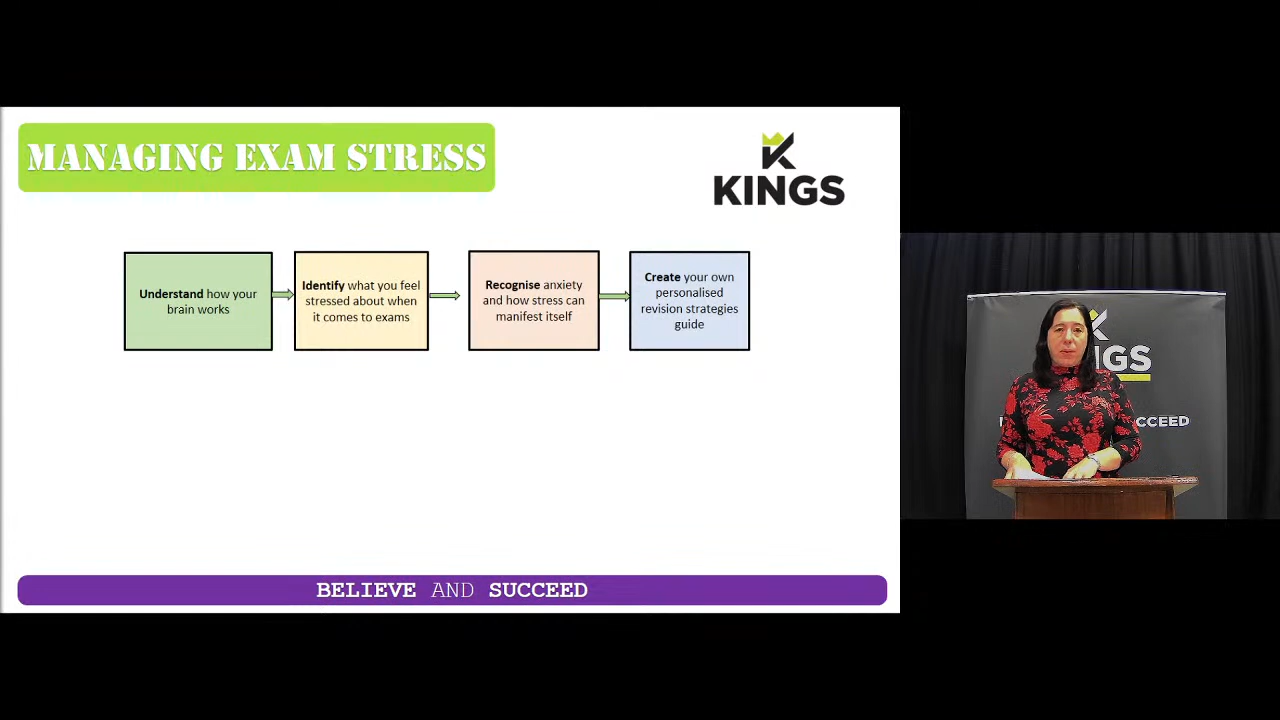 MANAGING EXAM STRESS
KINGS
Understand how your
brain works
Identify what you feel
stressed about when
it comes to exams
Recognise anxiety
and how stress can
manifest itself
Create your own
personalised
revision strategies
guide
BELIEVE AND SUCCEED